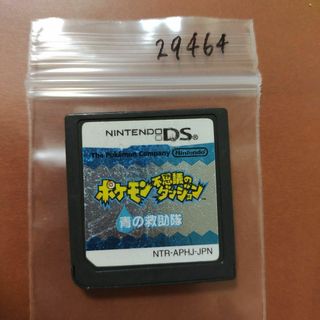 29464
NINTENDO DS®
The Pokémon Company Nintendo
ポケモン不思議のダンジョン
青の救助隊
NTR-APHJ-JPN